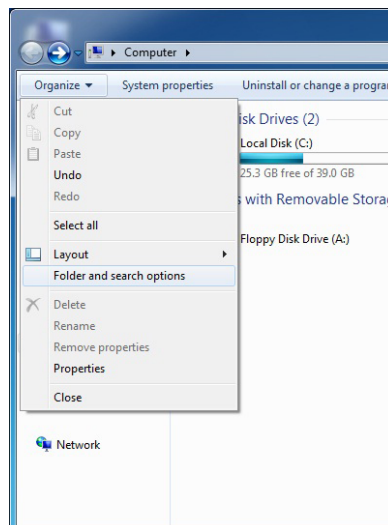 Computer
Organize System properties Uninstall or change a progra
Cut
Copy
Paste
Undo
Redo
Select all
Layout
Folder and search options
Delete
Rename
Remove properties
Properties
Close
isk Drives (2)
Local Disk (C:)
25.3 GB free of 39.0 GB
s with Removable Stora
Floppy Disk Drive (A:)
Network